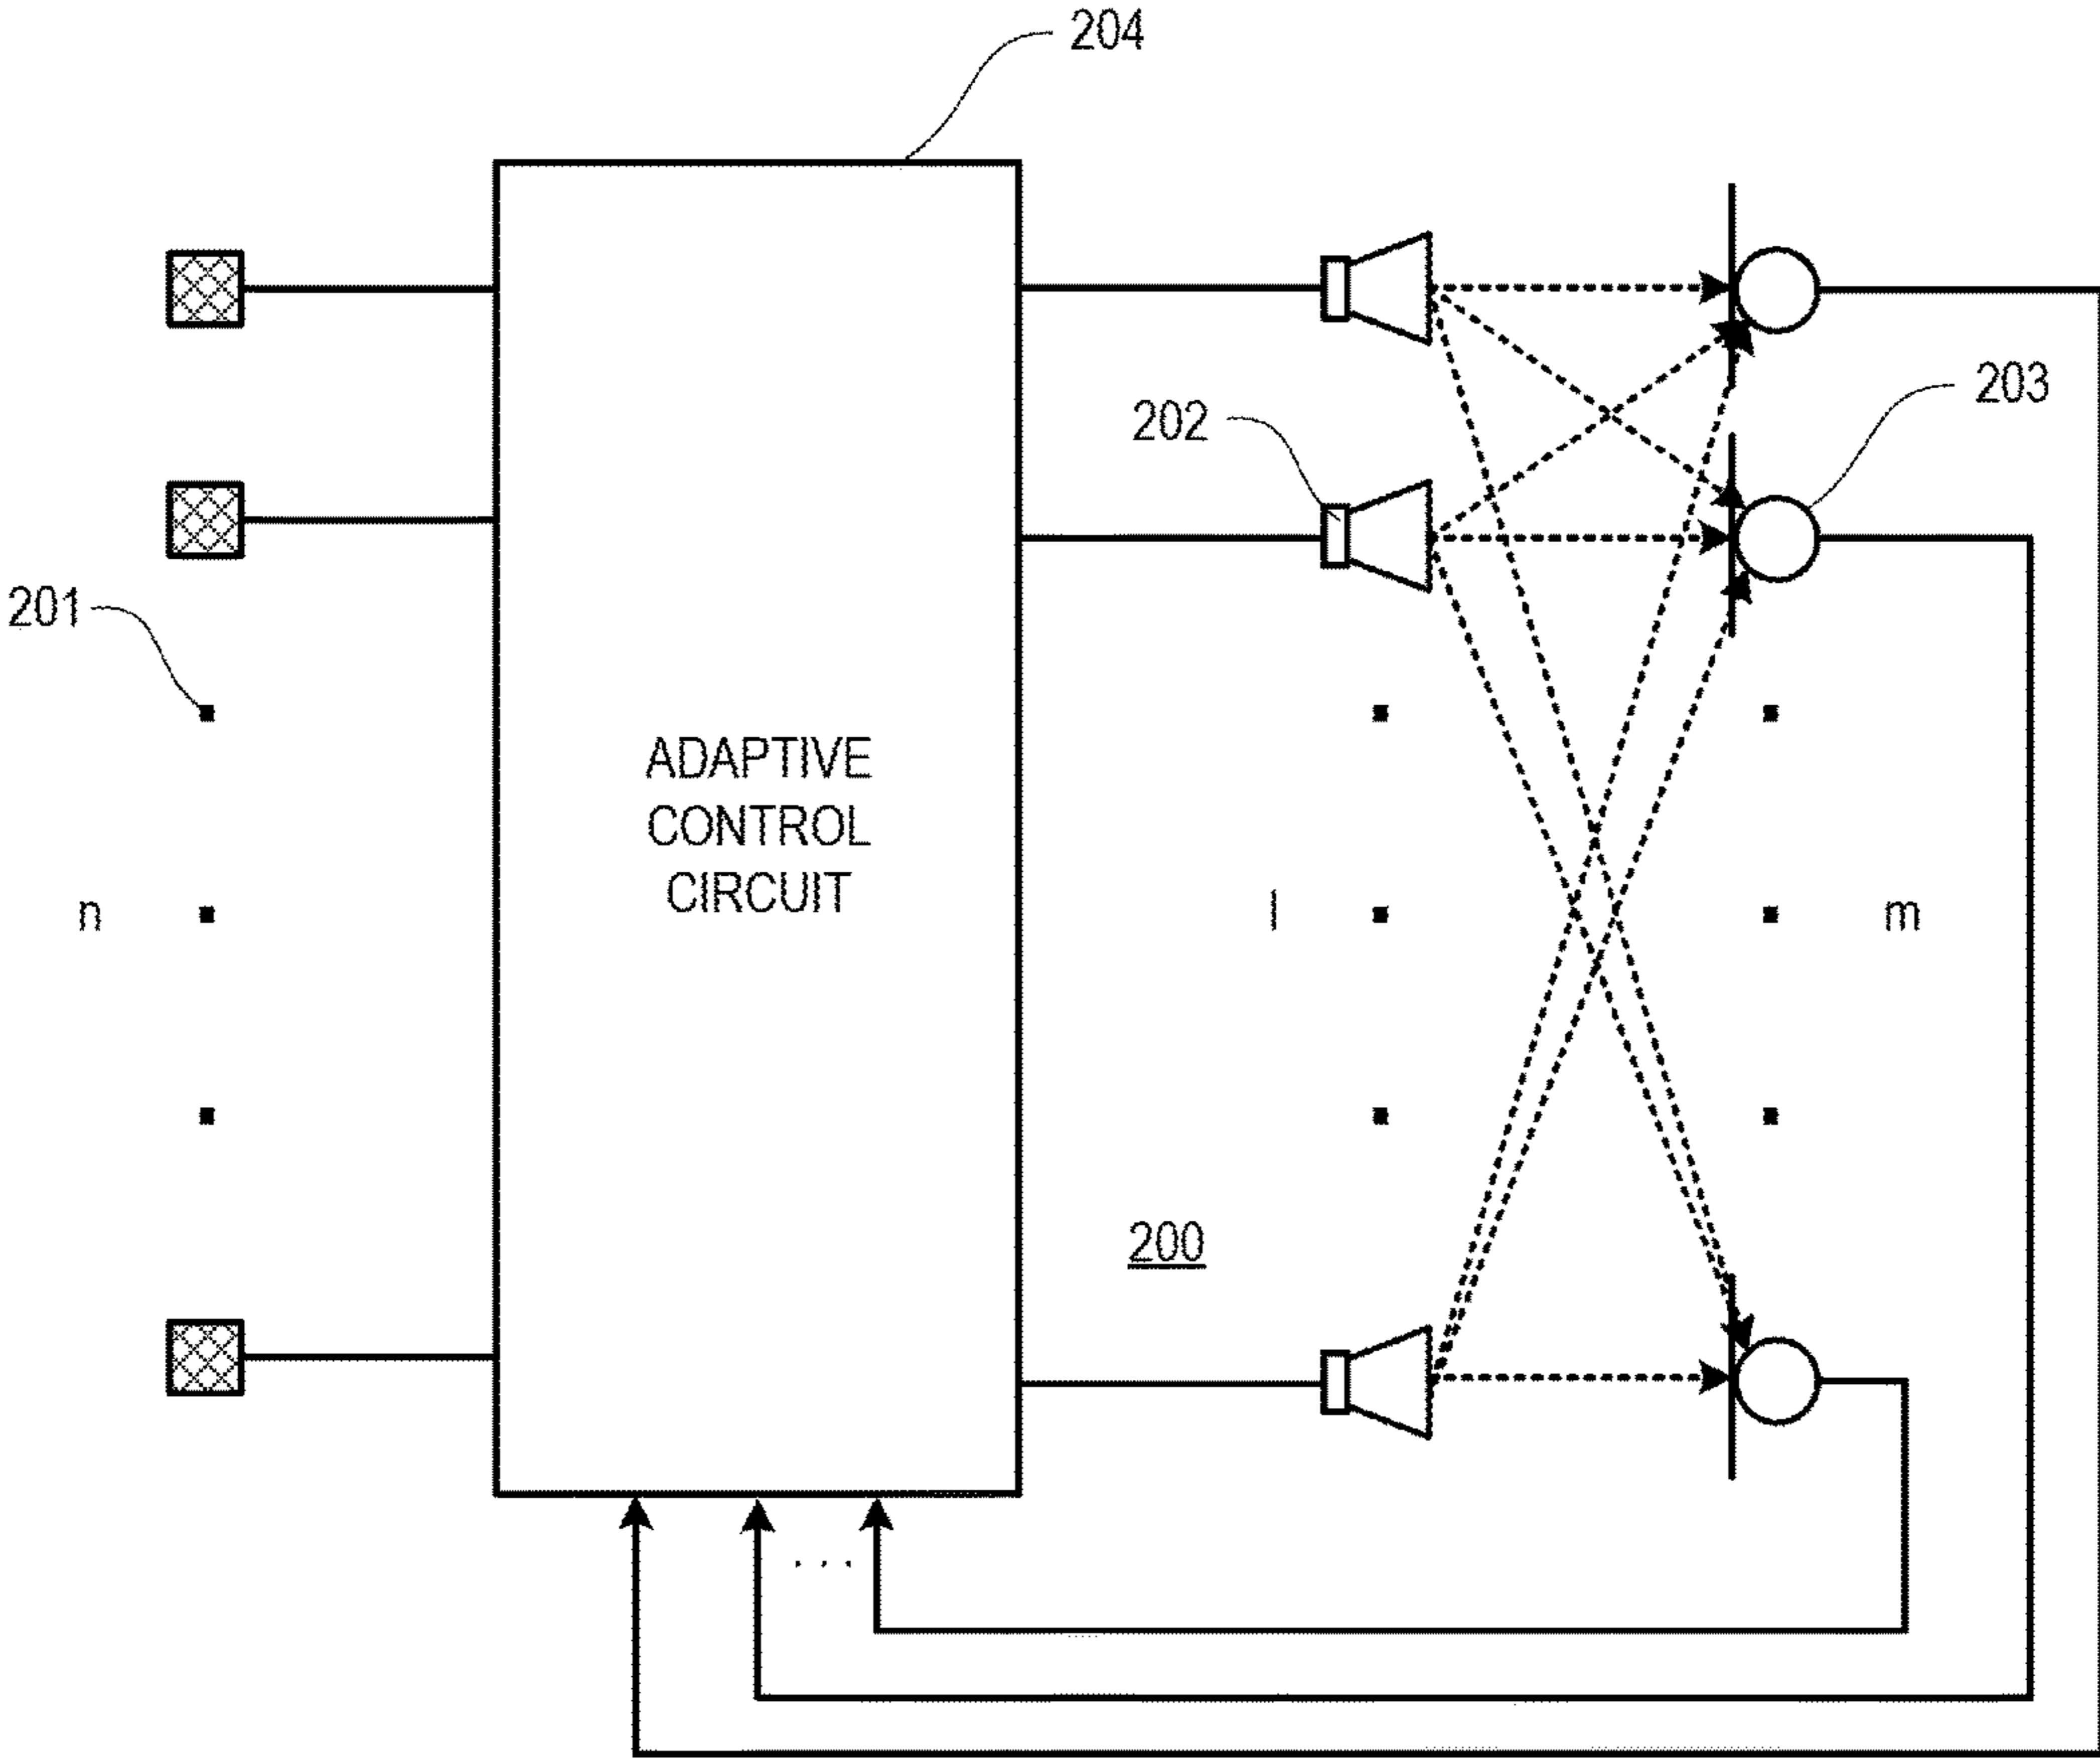 204
202
203
201
ADAPTIVE
CONTROL
CIRCUIT
n
l
m
200
. . .